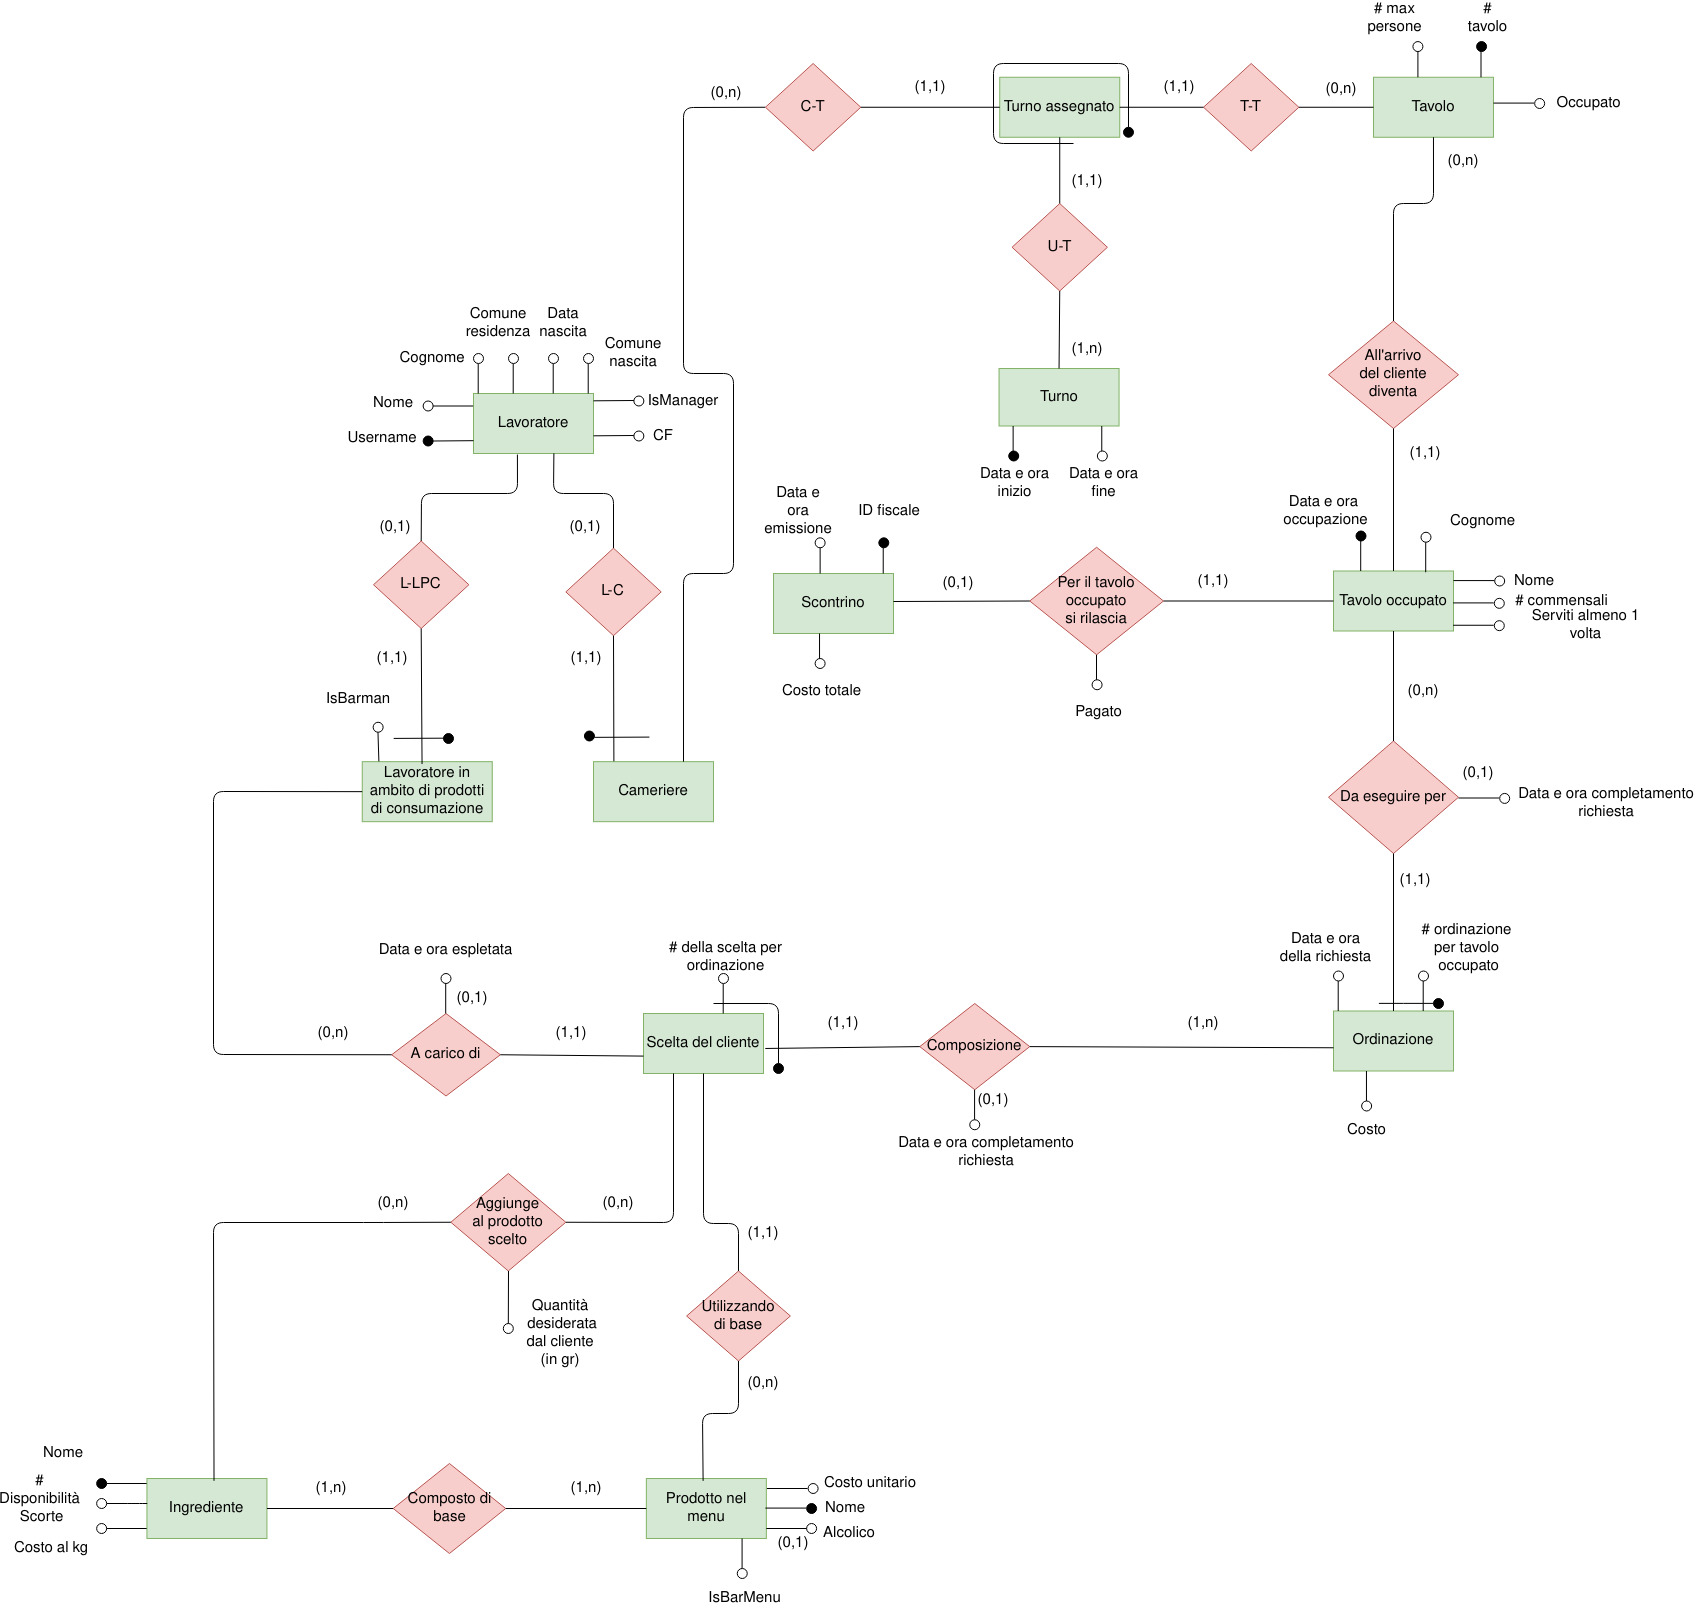 # max
persone
#
tavolo
(0,n)
C-T
(1,1)
Turno assegnato
(1,1)
T-T
(0,n)
Tavolo
Occupato
(0,n)
(1,1)
U-T
(1,n)
Turno
Data e ora
inizio
Data e ora
fine
All'arrivo
del cliente
diventa
(1,1)
Comune
residenza
Data
nascita
Comune
nascita
Cognome
Nome
Username
Lavoratore
IsManager
CF
(0,1)
(0,1)
L-LPC
L-C
(1,1)
(1,1)
IsBarman
Lavoratore in
ambito di prodotti
di consumazione
Cameriere
Data e
ora
emissione
ID fiscale
Scontrino
Costo totale
(0,1)
Per il tavolo
occupato
si rilascia
(1,1)
Pagato
Data e ora
occupazione
Cognome
Tavolo occupato
Nome
# commensali
Serviti almeno 1
volta
(0,n)
Da eseguire per
(0,1)
Data e ora completamento
richiesta
(1,1)
Data e ora
della richiesta
# ordinazione
per tavolo
occupato
Ordinazione
Costo
Data e ora espletata
(0,1)
(0,n)
A carico di
(1,1)
# della scelta per
ordinazione
Scelta del cliente
(1,1)
Composizione
(1,n)
(0,1)
Data e ora completamento
richiesta
(0,n)
Aggiunge
al prodotto
scelto
(0,n)
Quantità
desiderata
dal cliente
(in gr)
(1,1)
Utilizzando
di base
(0,n)
Nome
#
Disponibilità
Scorte
Costo al kg
Ingrediente
(1,n)
Composto di
base
(1,n)
Prodotto nel
menu
Costo unitario
Nome
Alcolico
(0,1)
IsBarMenu